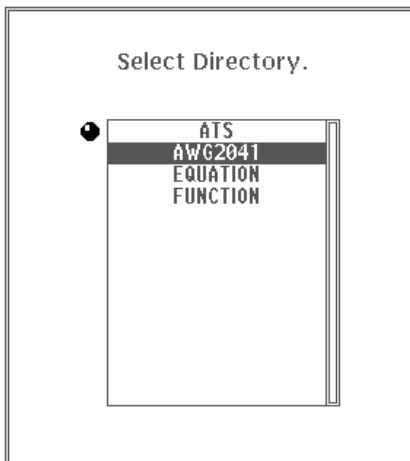 Select Directory.
ATS
AWG2041
EQUATION
FUNCTION